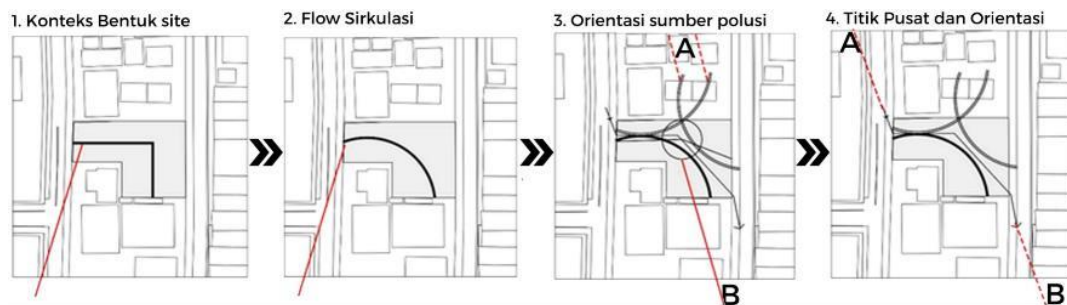 1. Konteks Bentuk site
2. Flow Sirkulasi
3. Orientasi sumber polusi
4. Titik Pusat dan Orientasi
A
B
A
B